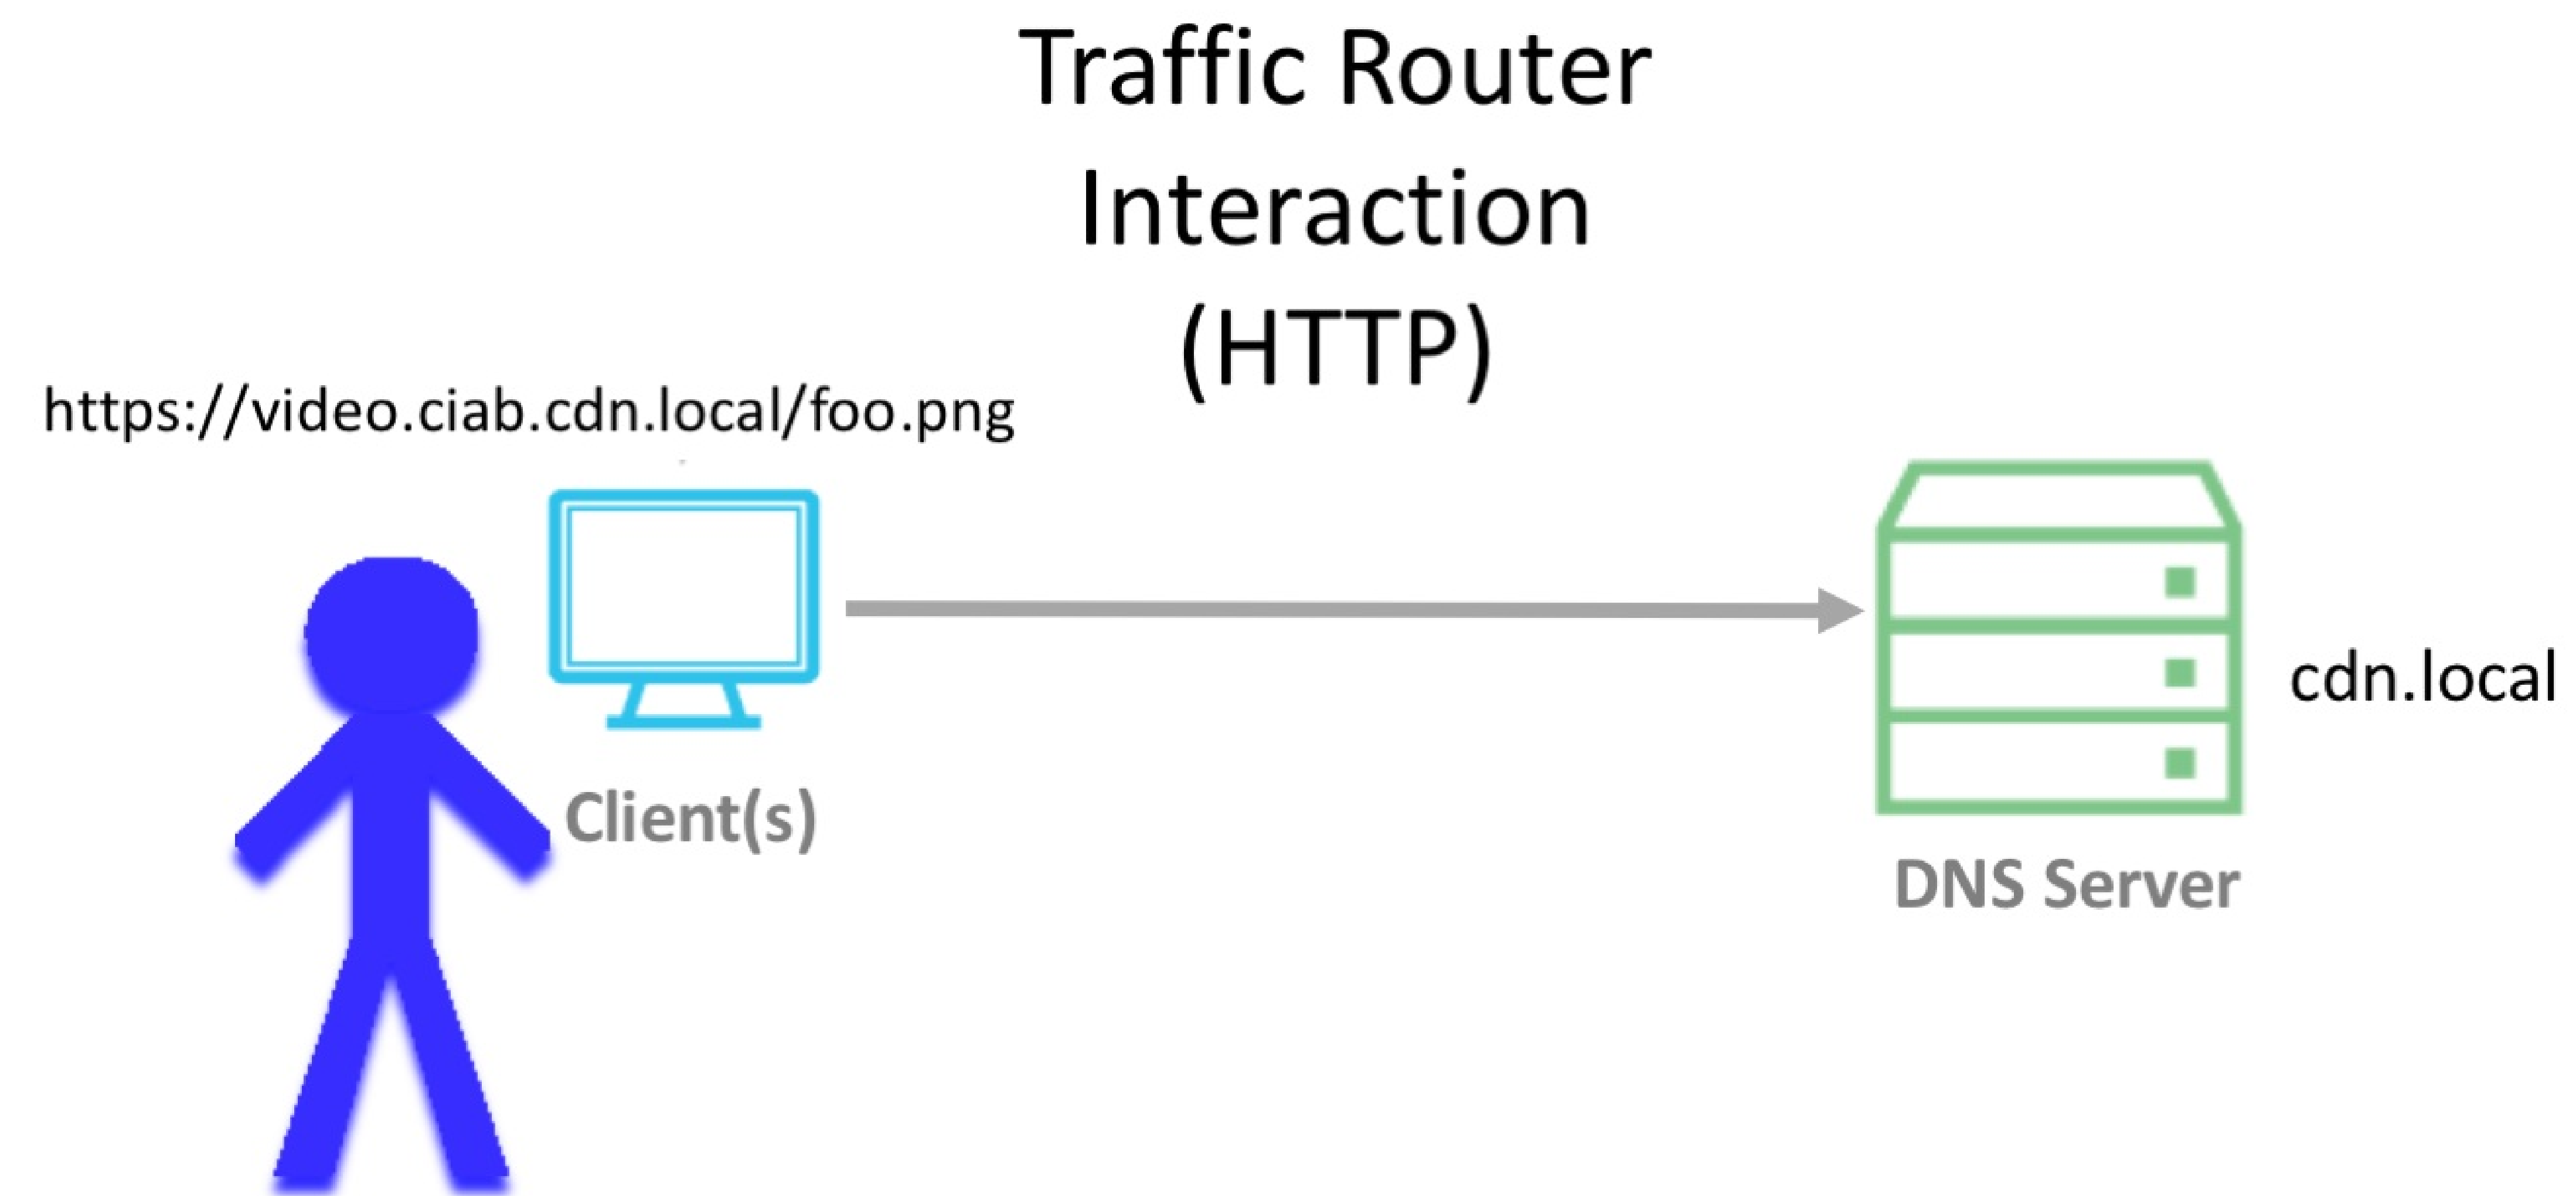 Traffic Router
Interaction
(HTTP)
https://video.ciab.cdn.local/foo.png
Client(s)
cdn.local
DNS Server